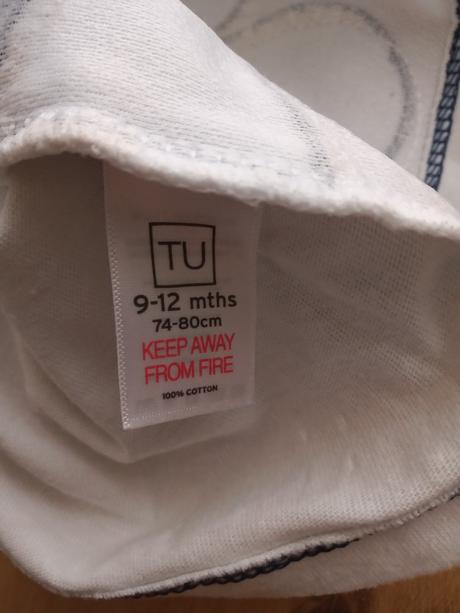 TU
9-12 mths
74-80cm
KEEP AWAY
FROM FIRE
100% COTTON